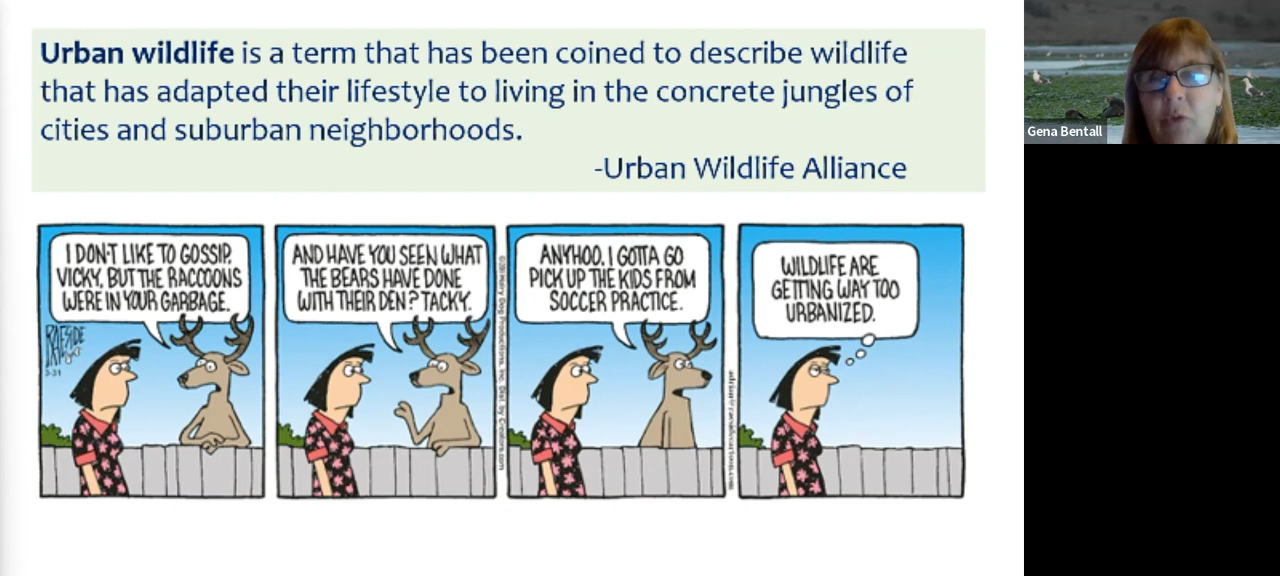 Urban wildlife is a term that has been coined to describe wildlife
that has adapted their lifestyle to living in the concrete jungles of
cities and suburban neighborhoods.
-Urban Wildlife Alliance
Gena Bentall
I DON'T LIKE TO GOSSIP,
VICKY, BUT THE RACCOONS
WERE IN YOUR GARBAGE.
3-31
AND HAVE YOU SEEN WHAT
THE BEARS HAVE DONE
WITH THEIR DEN? TACKY.
ANYHOO, I GOTTA GO
PICK UP THE KIDS FROM
SOCCER PRACTICE.
WILDLIFE ARE
GETTING WAY TOO
URBANIZED.